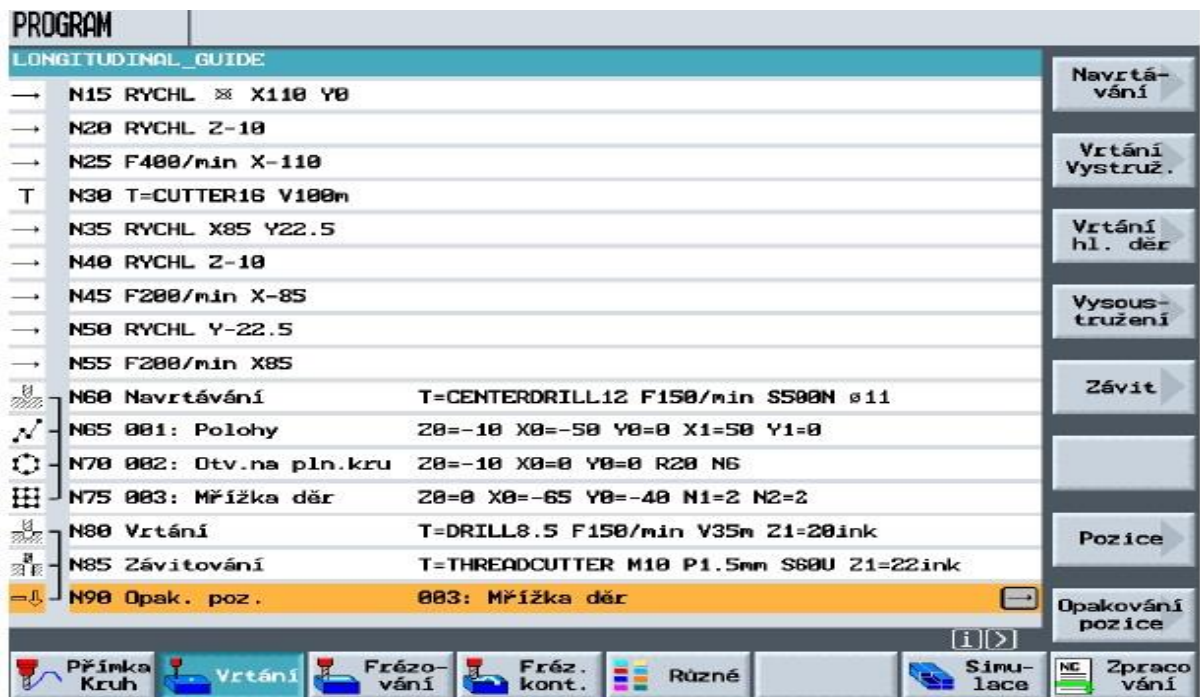 PROGRAM
LONGITUDINAL_GUIDE
N15 RYCHL X110 Y0
N20 RYCHL Z-10
N25 F400/min X-110
T N30 T=CUTTER16 V100m
N35 RYCHL X85 Y22.5
N40 RYCHL Z-10
N45 F200/min X-85
N50 RYCHL Y-22.5
N55 F200/min X85
N60 Navrtávání T=CENTERDRILL12 F150/min S500N ø11
N65 001: Polohy Z0=-10 X0=-50 Y0=0 X1=50 Y1=0
N70 002: Otv.na pln.kru Z0=-10 X0=0 Y0=0 R20 N6
N75 003: Mřížka děr Z0=0 X0=-65 Y0=-40 N1=2 N2=2
N80 Vrtání T=DRILL8.5 F150/min V35m Z1=20ink
N85 Závitování T=THREADCUTTER M10 P1.5mm S60U Z1=22ink
N90 Opak. poz. 003: Mřížka děr
Navrtá-
vání
Vrtání
Vystruž.
Vrtání
hl. děr
Vysous-
tružení
Závit
Pozice
Opakování
pozice
Přímka
Kruh
Vrtání
Frézo-
vání
Fréz.
kont.
Různé
Simu-
lace
NC
Zpraco
vání